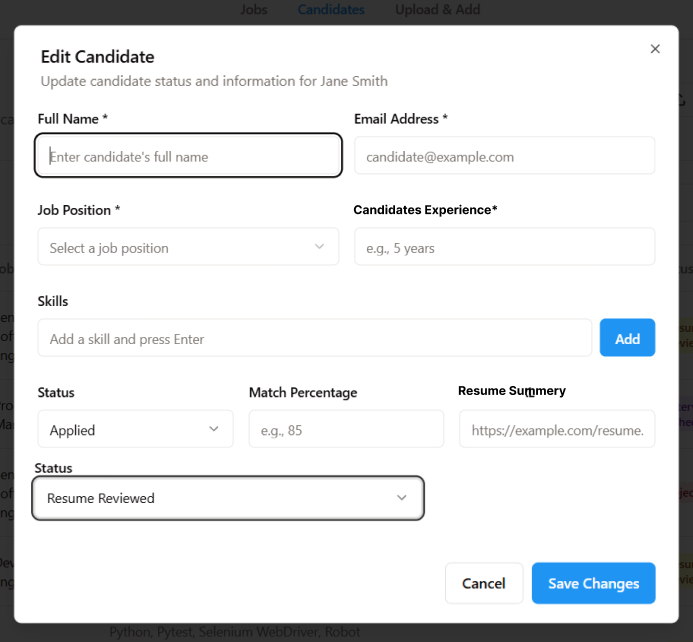 Jobs Candidates Upload & Add
Edit Candidate
Update candidate status and information for Jane Smith
Full Name * Email Address *
Enter candidate's full name candidate@example.com
Job Position * Candidates Experience*
Select a job position e.g., 5 years
Skills
Add a skill and press Enter Add
Status Match Percentage Resume Summery
Applied e.g., 85 https://example.com/resume.
Status
Resume Reviewed
Cancel Save Changes
Python, Pytest, Selenium WebDriver, Robot